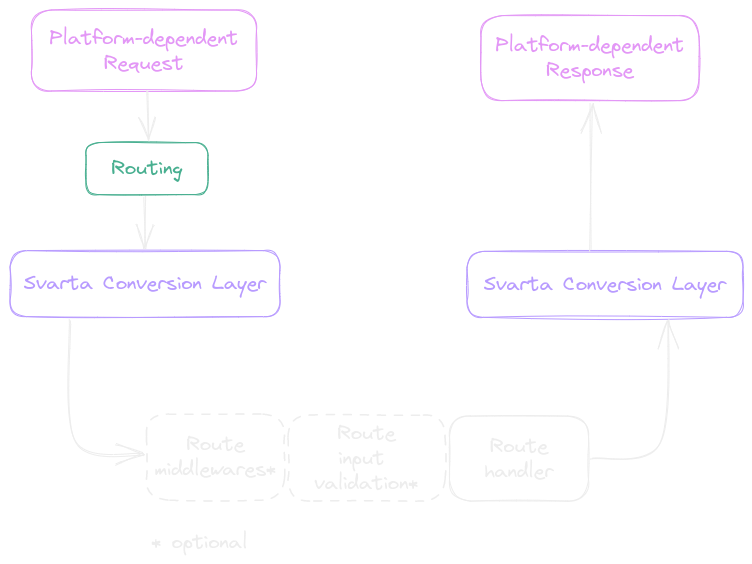 Platform-dependent
Request
Platform-dependent
Response
Routing
Svarta Conversion Layer
Svarta Conversion Layer
Route
middlewares*
Route
input
validation*
Route
handler
* optional